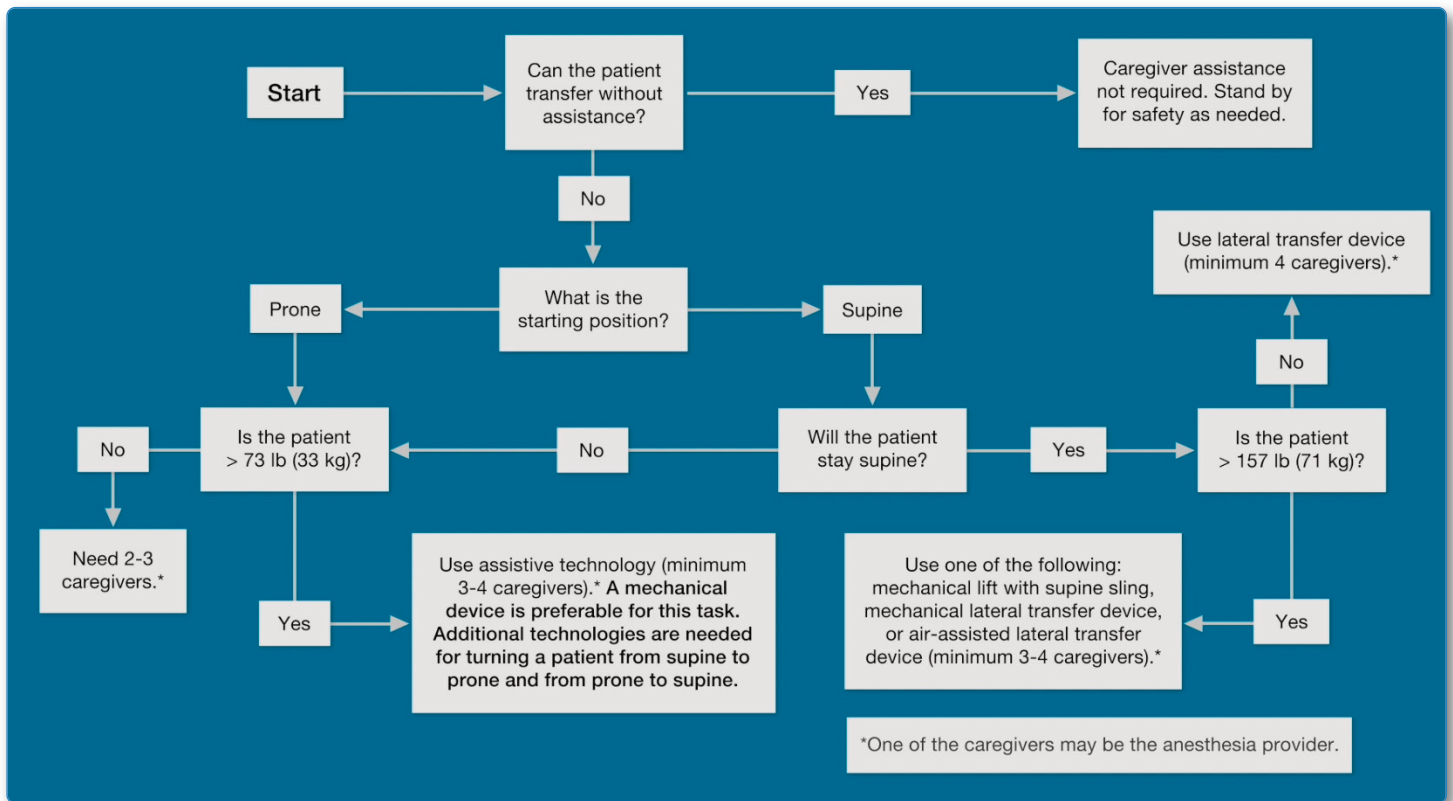 Start
Can the patient
transfer without
assistance?
Yes
Caregiver assistance
not required. Stand by
for safety as needed.
No
Use lateral transfer device
(minimum 4 caregivers).*
What is the
starting position?
Prone
Supine
No
Is the patient
> 73 lb (33 kg)?
No
No
Will the patient
stay supine?
Yes
Is the patient
> 157 lb (71 kg)?
Need 2-3
caregivers.*
Yes
Use assistive technology (minimum
3-4 caregivers).* A mechanical
device is preferable for this task.
Additional technologies are needed
for turning a patient from supine to
prone and from prone to supine.
Use one of the following:
mechanical lift with supine sling,
mechanical lateral transfer device,
or air-assisted lateral transfer
device (minimum 3-4 caregivers).*
Yes
*One of the caregivers may be the anesthesia provider.